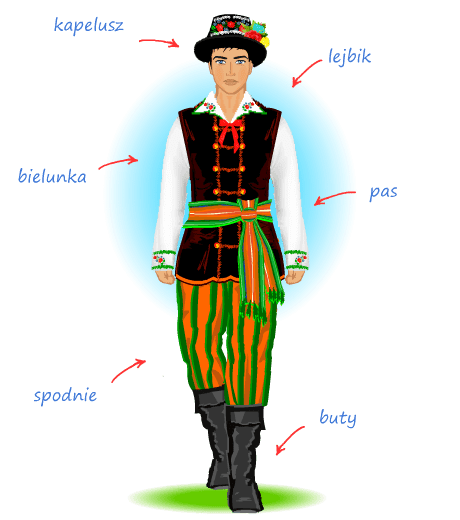 kapelusz
lejbik
bielunka
pas
spodnie
buty